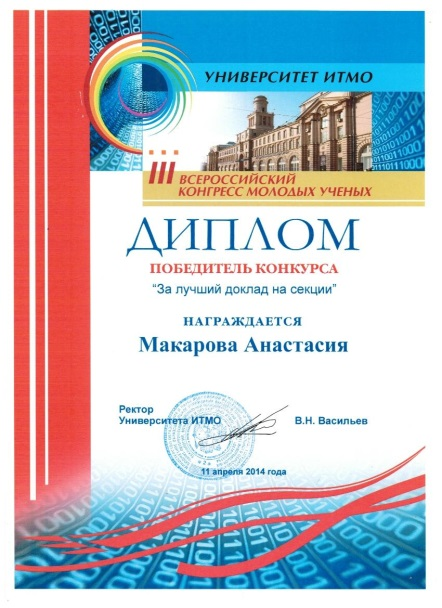 УНИВЕРСИТЕТ ИТМО
III ВСЕРОССИЙСКИЙ
КОНГРЕСС МОЛОДЫХ УЧЕНЫХ
ДИПЛОМ
ПОБЕДИТЕЛЬ КОНКУРСА
“За лучший доклад на секции”
НАГРАЖДАЕТСЯ
Макарова Анастасия
Ректор
Университета ИТМО
В.Н. Васильев
11 апреля 2014 года